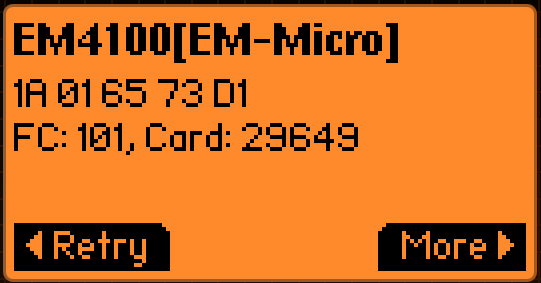 EM4100[EM-Micro]
1A 01 65 73 D1
FC: 101, Card: 29649
Retry
More